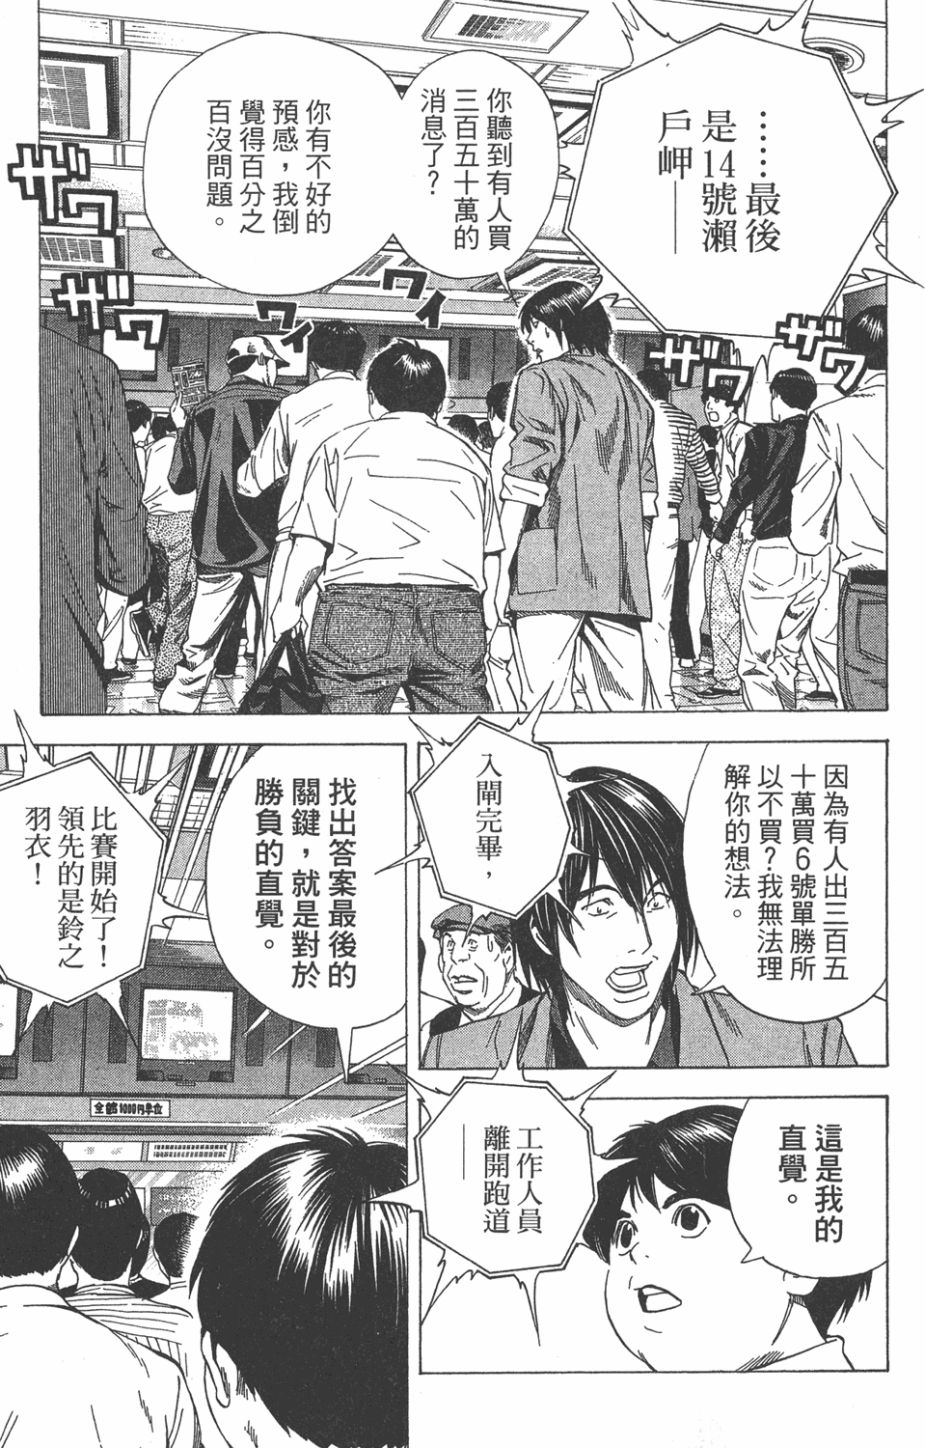 ……最後
是14號瀨
戶岬——
你聽到有人買
三百五十萬的
消息了？
你有不好的
預感，我倒
覺得百分之
百沒問題。
ザワ
ザワ
ザワ
ワイ
ワイ
ザワ
ザワ
因為有人出三百五
十萬買6號單勝所
以不買？我無法理
解你的想法。
入閘完畢，
這是我的
直覺。
工作人員
離開跑道
——
找出答案最後的
關鍵，就是對於
勝負的直覺。
比賽開始了！
領先的是鈴之
羽衣！
全館1000円単位